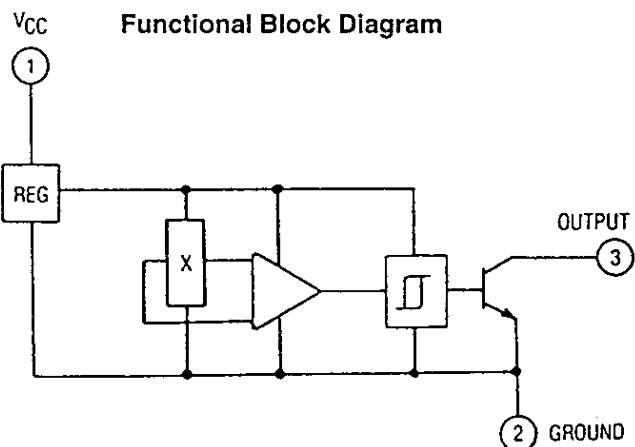 Functional Block Diagram
VCC
1
REG
X
OUTPUT
3
2 GROUND